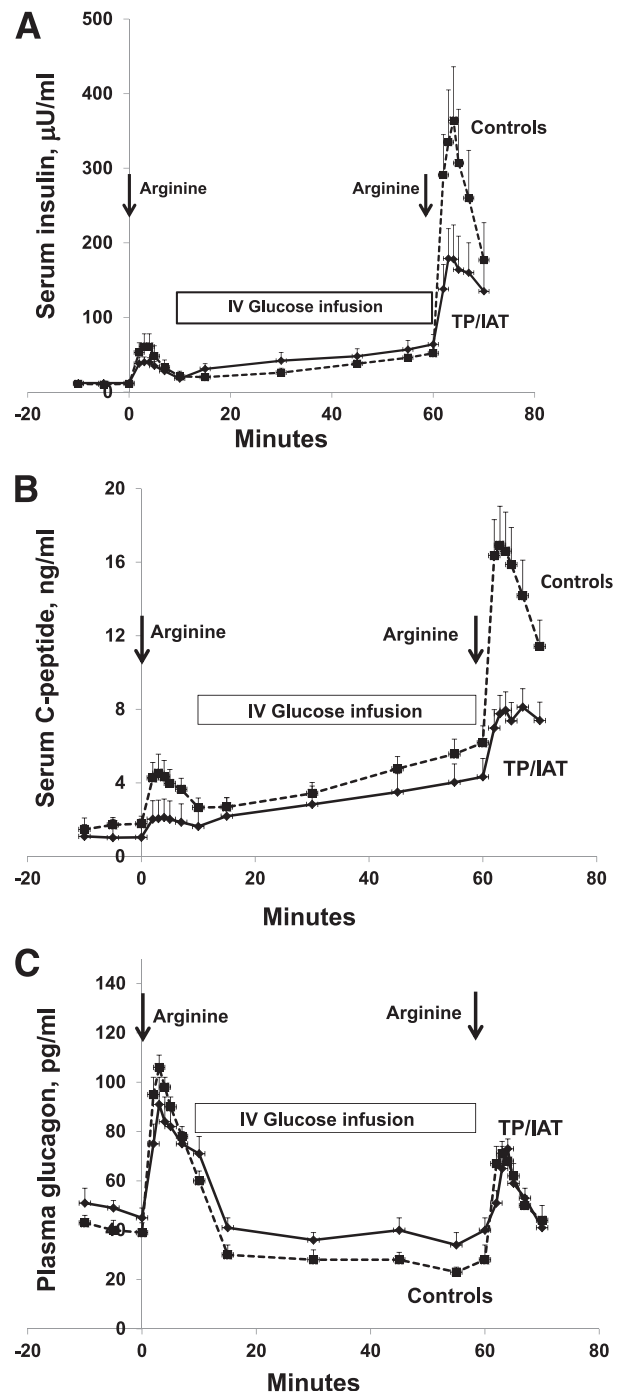 A
500
400
300
200
100
0
Serum insulin, µU/ml
Arginine
Arginine
Controls
IV Glucose infusion
TP/IAT
-20
0
20
40
60
80
Minutes
B
20
16
12
8
4
0
Serum C-peptide, ng/ml
Arginine
Arginine
Controls
IV Glucose infusion
TP/IAT
-20
0
20
40
60
80
Minutes
C
140
120
100
80
60
40
20
0
Plasma glucagon, pg/ml
Arginine
Arginine
IV Glucose infusion
TP/IAT
Controls
-20
0
20
40
60
80
Minutes